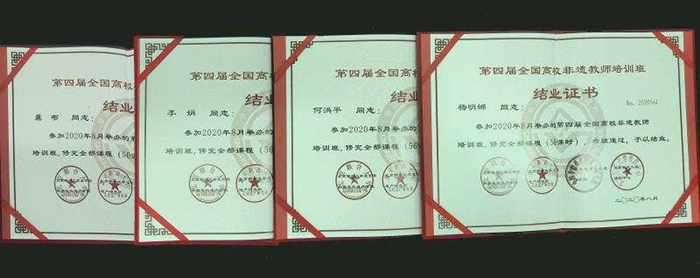 第四届全国高校
结业
龚韦 同志:
参加2020年8月举办的第
培训班,修完全部课程(56
第四届全国高校
结业
李娟 同志:
参加2020年8月举办的
培训班,修完全部课程(56
第四届全国高校
结业
何洪平 同志:
参加2020年8月举办的
培训班,修完全部课程(56
第四届全国高校非遗教师培训班
结业证书
杨明娜 同志:
参加2020年8月举办的第四届全国高校非遗教师
培训班,修完全部课程(56课时),考核通过,予以结业。
二〇二〇年八月